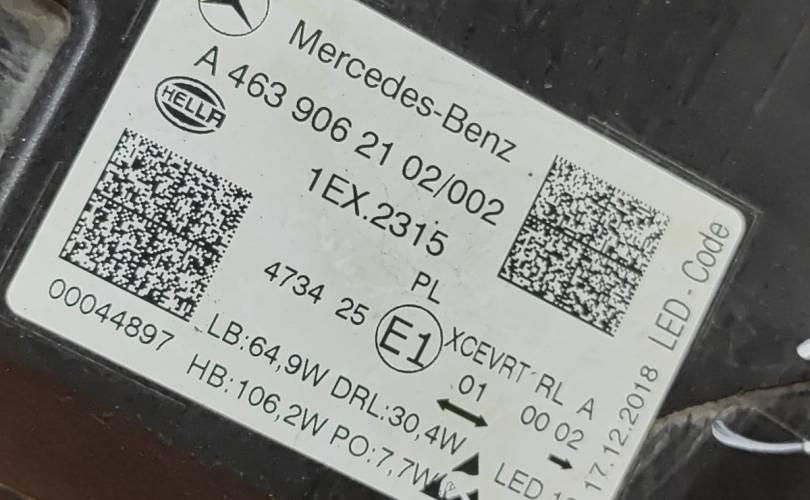 Mercedes-Benz
A 463 906 21 02/002
HELLA
1EX.2315
PL
4734 25 E1 XCEVRT RL A
01 00 02
00044897
LB:64,9W DRL:30,4W
HB:106,2W PO:7,7W
LED
17.12.2018 LED-Code